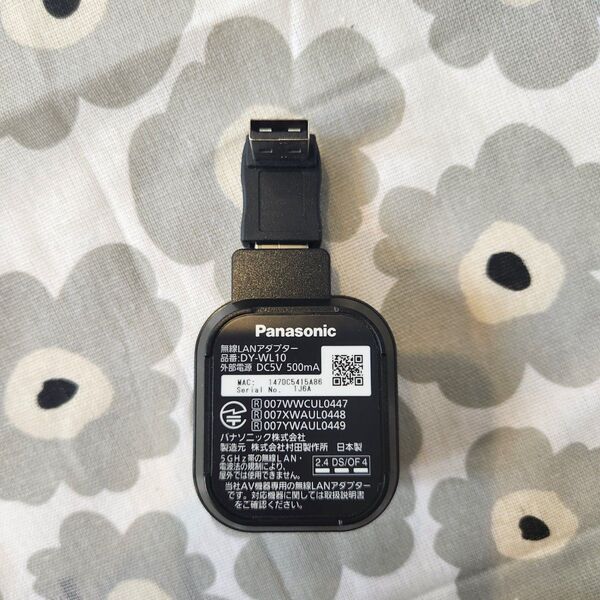 Panasonic
無線LANアダプター
品番:DY-WL10
外部電源 DC5V 500mA
MAC: 147DC5415A86
Serial No. 1J6A
R 007WWCUL0447
R 007XWAUL0448
R 007YWAUL0449
パナソニック株式会社
製造元 株式会社村田製作所 日本製
5GHz帯の無線LAN・
電波法の規制により、
屋外では使用できません。
2.4 DS/OF 4
当社AV機器専用の無線LANアダプター
です。対応機器に関しては取扱説明書
をご確認ください。